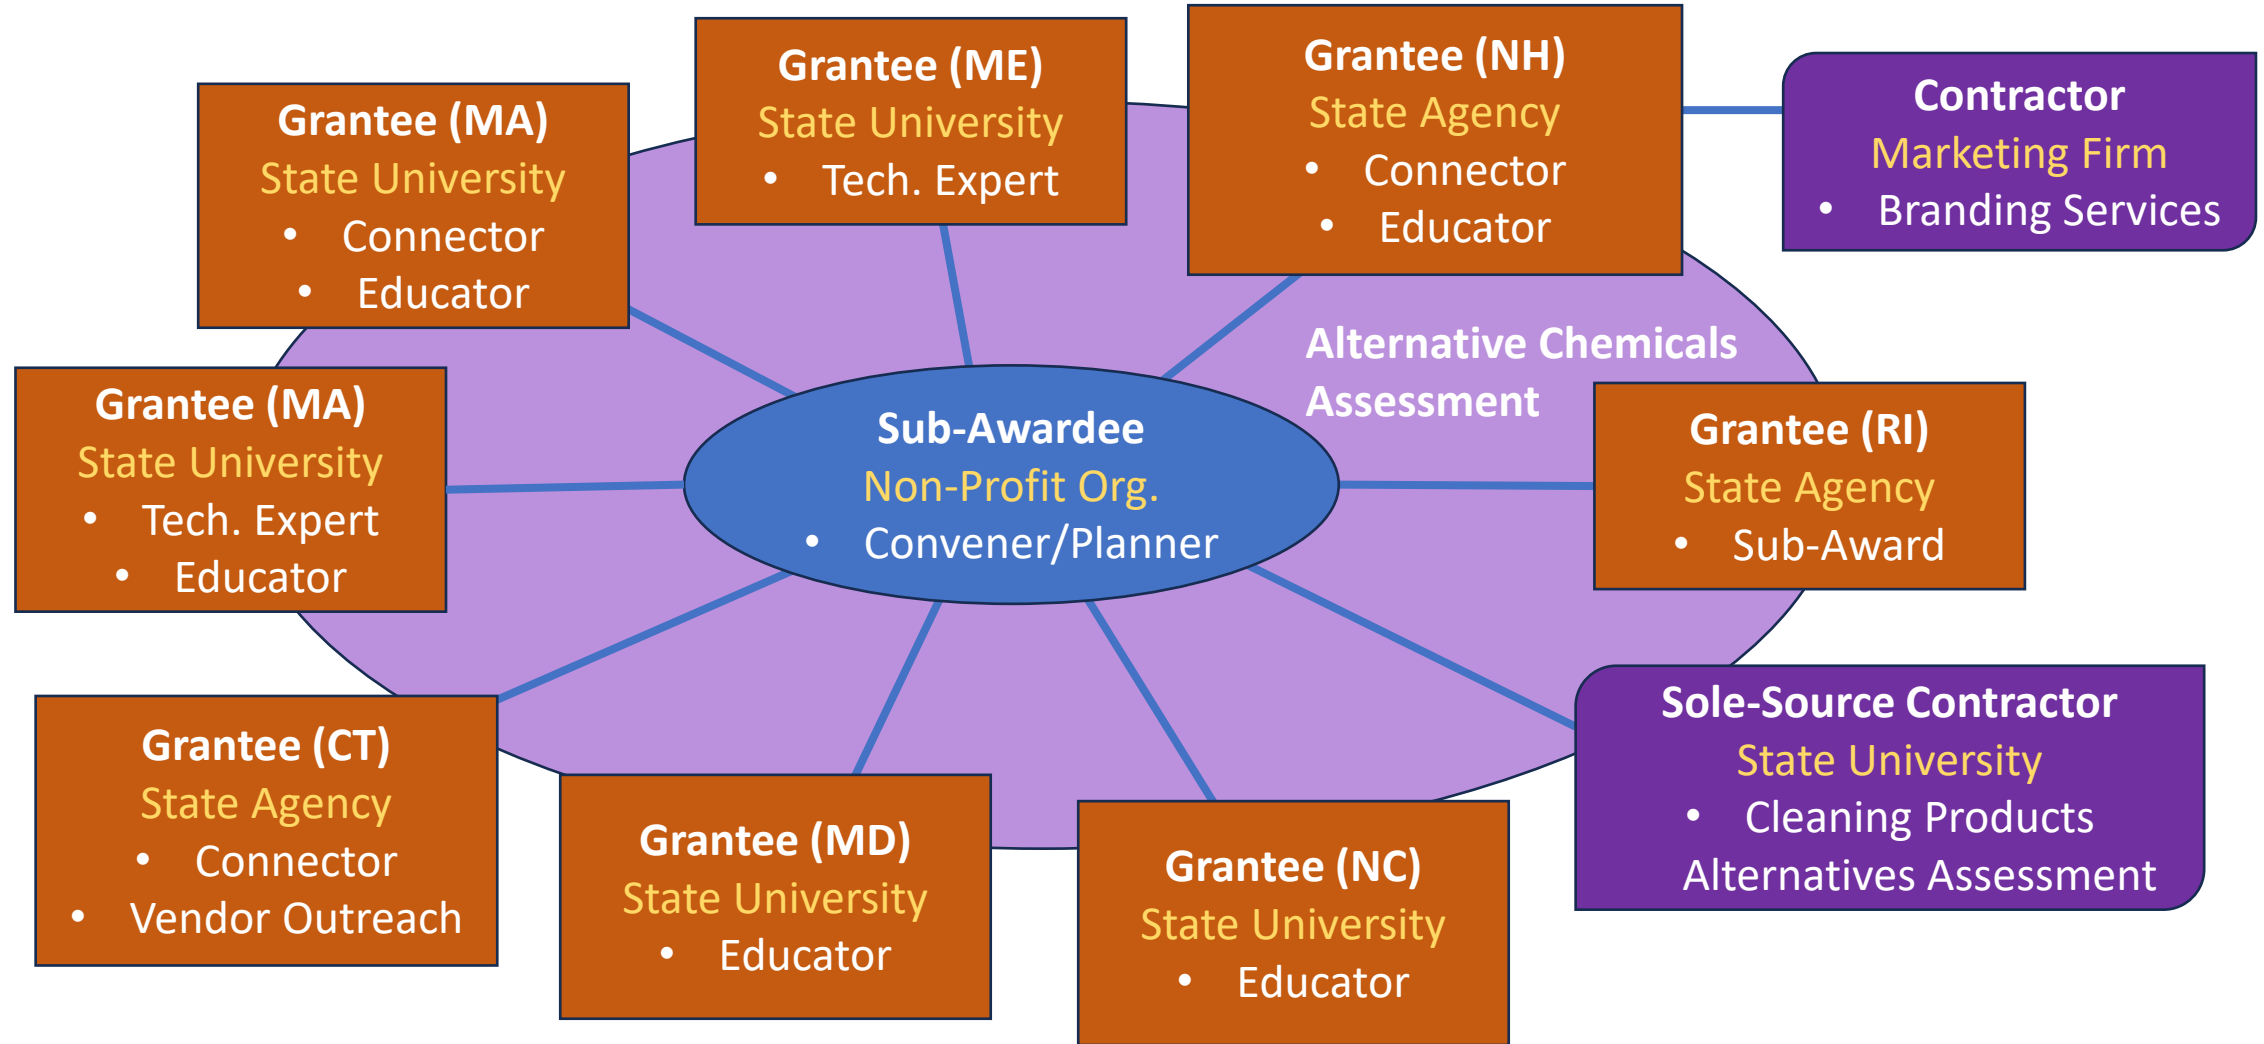 Grantee (ME)
State University
• Tech. Expert
Grantee (NH)
State Agency
• Connector
• Educator
Contractor
Marketing Firm
• Branding Services
Grantee (MA)
State University
• Connector
• Educator
Alternative Chemicals
Assessment
Grantee (MA)
State University
• Tech. Expert
• Educator
Sub-Awardee
Non-Profit Org.
• Convener/Planner
Grantee (RI)
State Agency
• Sub-Award
Grantee (CT)
State Agency
• Connector
• Vendor Outreach
Grantee (MD)
State University
• Educator
Grantee (NC)
State University
• Educator
Sole-Source Contractor
State University
• Cleaning Products
Alternatives Assessment